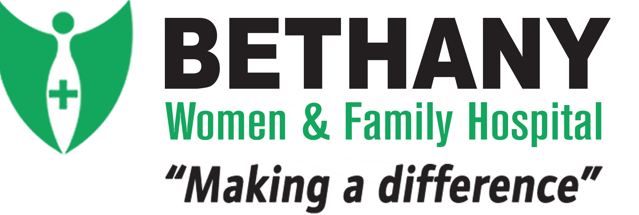 BETHANY
Women & Family Hospital
“Making a difference”